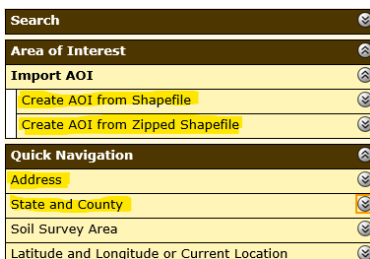 Search
Area of Interest
Import AOI
Create AOI from Shapefile
Create AOI from Zipped Shapefile
Quick Navigation
Address
State and County
Soil Survey Area
Latitude and Longitude or Current Location